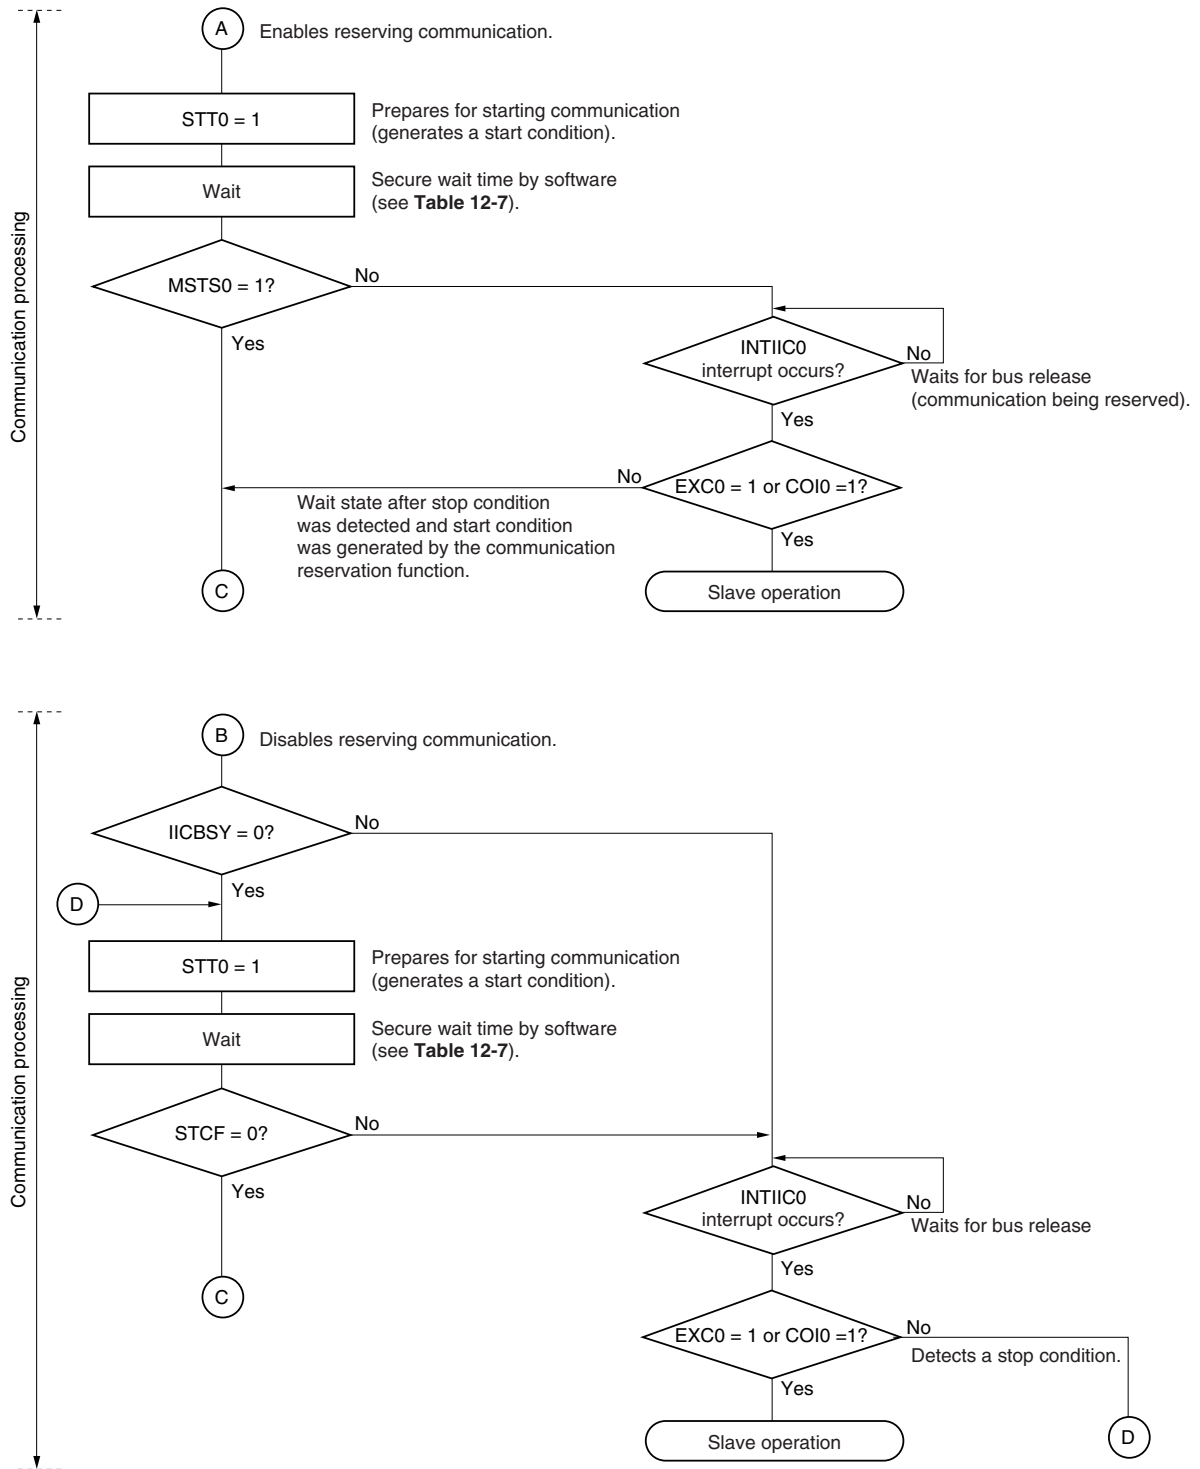 A
Enables reserving communication.
STT0 = 1
Prepares for starting communication
(generates a start condition).
Wait
Secure wait time by software
(see Table 12-7).
MSTS0 = 1?
No
Yes
INTIIC0
interrupt occurs?
No
Waits for bus release
(communication being reserved).
Yes
EXC0 = 1 or COI0 =1?
No
Wait state after stop condition
was detected and start condition
was generated by the communication
reservation function.
Yes
C
Slave operation
Communication processing
B
Disables reserving communication.
IICBSY = 0?
No
Yes
D
STT0 = 1
Prepares for starting communication
(generates a start condition).
Wait
Secure wait time by software
(see Table 12-7).
STCF = 0?
No
Yes
INTIIC0
interrupt occurs?
No
Waits for bus release
Yes
C
EXC0 = 1 or COI0 =1?
No
Detects a stop condition.
Yes
Slave operation
D
Communication processing